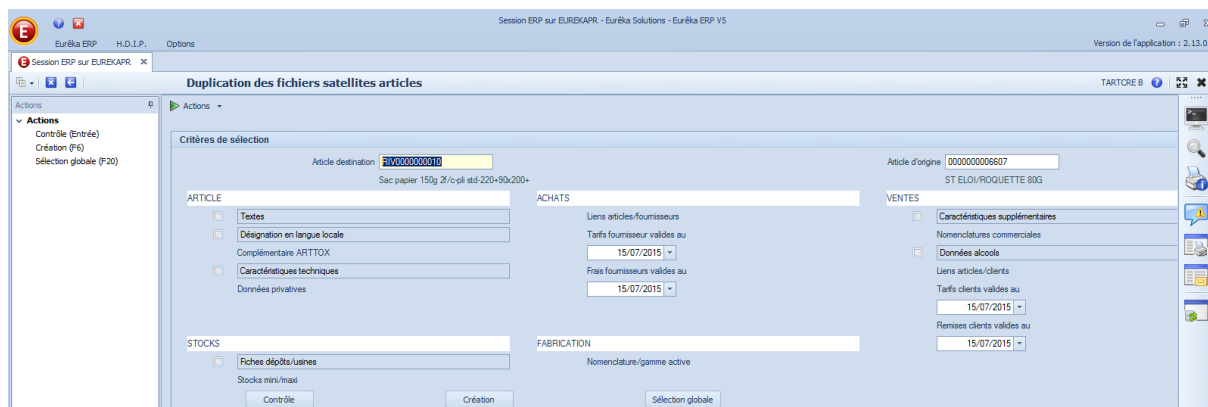 Session ERP sur EUREKAPR - Eurêka Solutions - Eurêka ERP V5
Eurêka ERP H.D.I.P. Options
Version de l'application : 2.13.0
Session ERP sur EUREKAPR
Duplication des fichiers satellites articles
TARTCRE B
Actions
Actions
Actions
Contrôle (Entrée)
Création (F6)
Sélection globale (F20)
Critères de sélection
Article destination RIV0000000010
Article d'origine 0000000006607
Sac papier 150g 2f/c-pli std-220+90x200+
ST ELOI/ROQUETTE 80G
ARTICLE
ACHATS
VENTES
Textes
Liens articles/fournisseurs
Caractéristiques supplémentaires
Désignation en langue locale
Tarifs fournisseur valides au
Nomenclatures commerciales
Complémentaire ARTTOX
15/07/2015
Données alcools
Caractéristiques techniques
Frais fournisseurs valides au
Liens articles/clients
Données privatives
15/07/2015
Tarifs clients valides au
15/07/2015
Remises clients valides au
STOCKS
FABRICATION
15/07/2015
Fiches dépôts/usines
Nomenclature/gamme active
Stocks mini/maxi
Contrôle
Création
Sélection globale